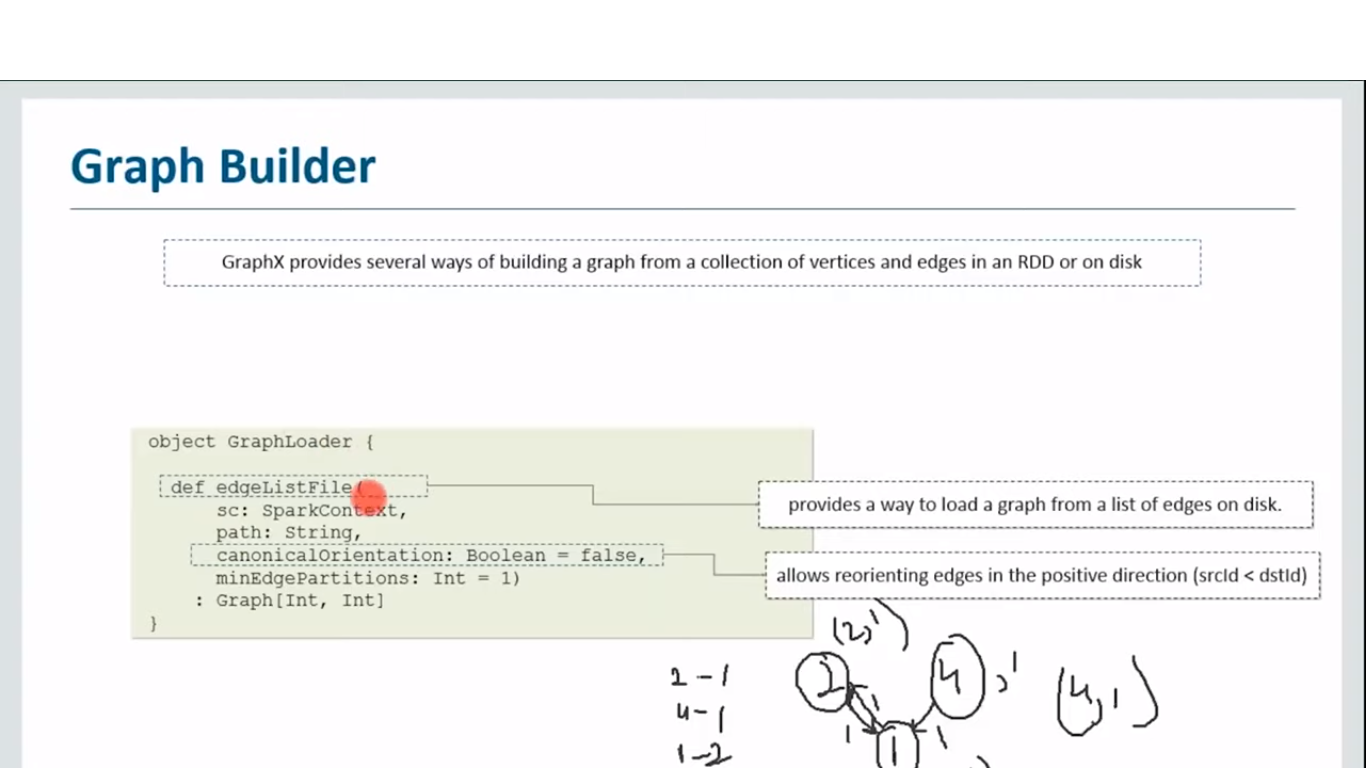 Graph Builder
GraphX provides several ways of building a graph from a collection of vertices and edges in an RDD or on disk
object GraphLoader {
def edgeListFile(
provides a way to load a graph from a list of edges on disk.
sc: SparkContext,
path: String,
canonicalOrientation: Boolean = false,
allows reorienting edges in the positive direction (srcId < dstId)
minEdgePartitions: Int = 1)
: Graph[Int, Int]
}
(2,1)
2-1
2
4
,1
(4,1)
4-1
1
1
1
1
1-2